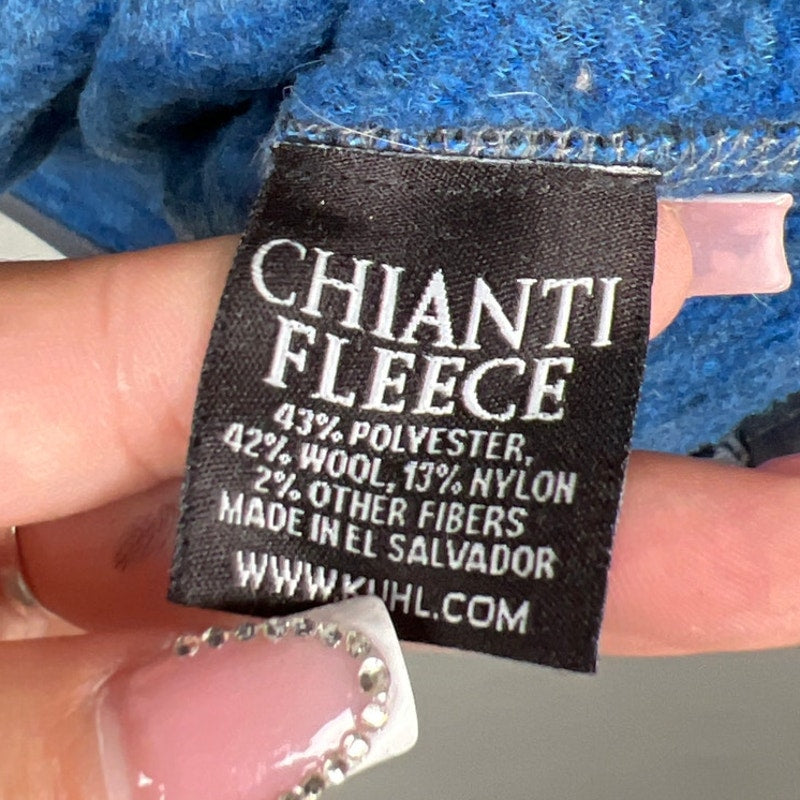 CHIANTI
FLEECE
43% POLYESTER,
42% WOOL, 13% NYLON
2% OTHER FIBERS
MADE IN EL SALVADOR
WWW.KUHL.COM